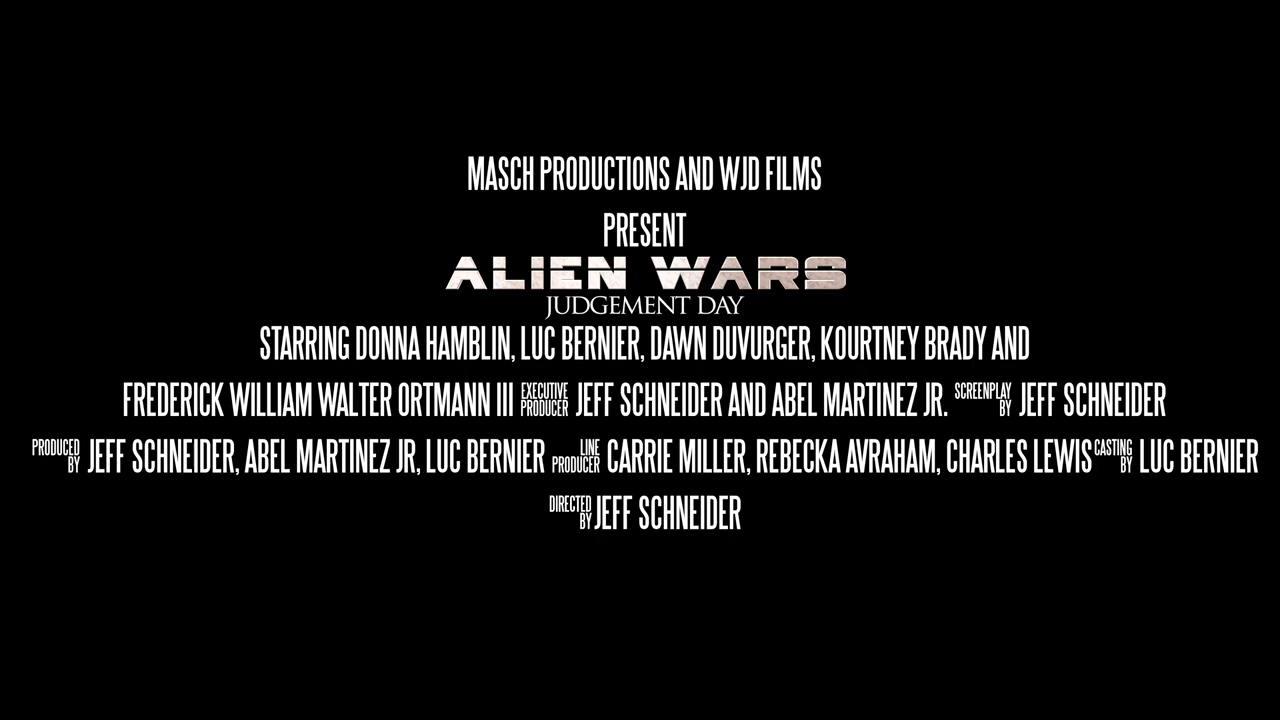 MASCH PRODUCTIONS AND WJD FILMS
PRESENT
ALIEN WARS
JUDGEMENT DAY
STARRING DONNA HAMBLIN, LUC BERNIER, DAWN DUVURGER, KOURTNEY BRADY AND
FREDERICK WILLIAM WALTER ORTMANN III EXECUTIVE PRODUCER JEFF SCHNEIDER AND ABEL MARTINEZ JR. SCREENPLAY BY JEFF SCHNEIDER
PRODUCED BY JEFF SCHNEIDER, ABEL MARTINEZ JR, LUC BERNIER LINE PRODUCER CARRIE MILLER, REBECKA AVRAHAM, CHARLES LEWIS CASTING BY LUC BERNIER
DIRECTED BY JEFF SCHNEIDER